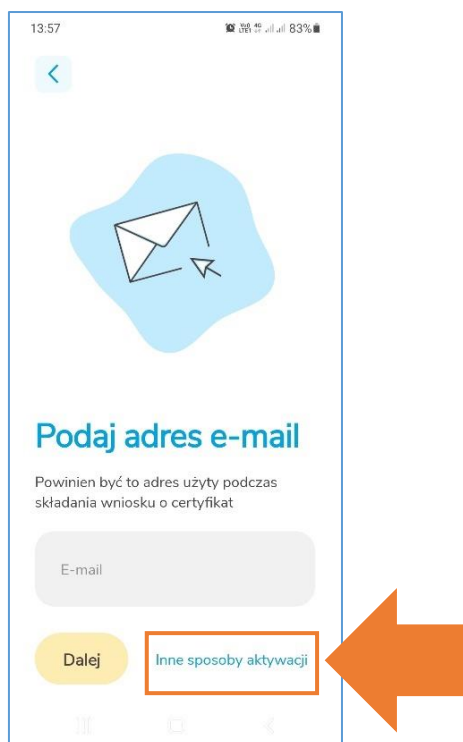 13:57 83%
Podaj adres e-mail
Powinien być to adres użyty podczas
składania wniosku o certyfikat
E-mail
Dalej Inne sposoby aktywacji